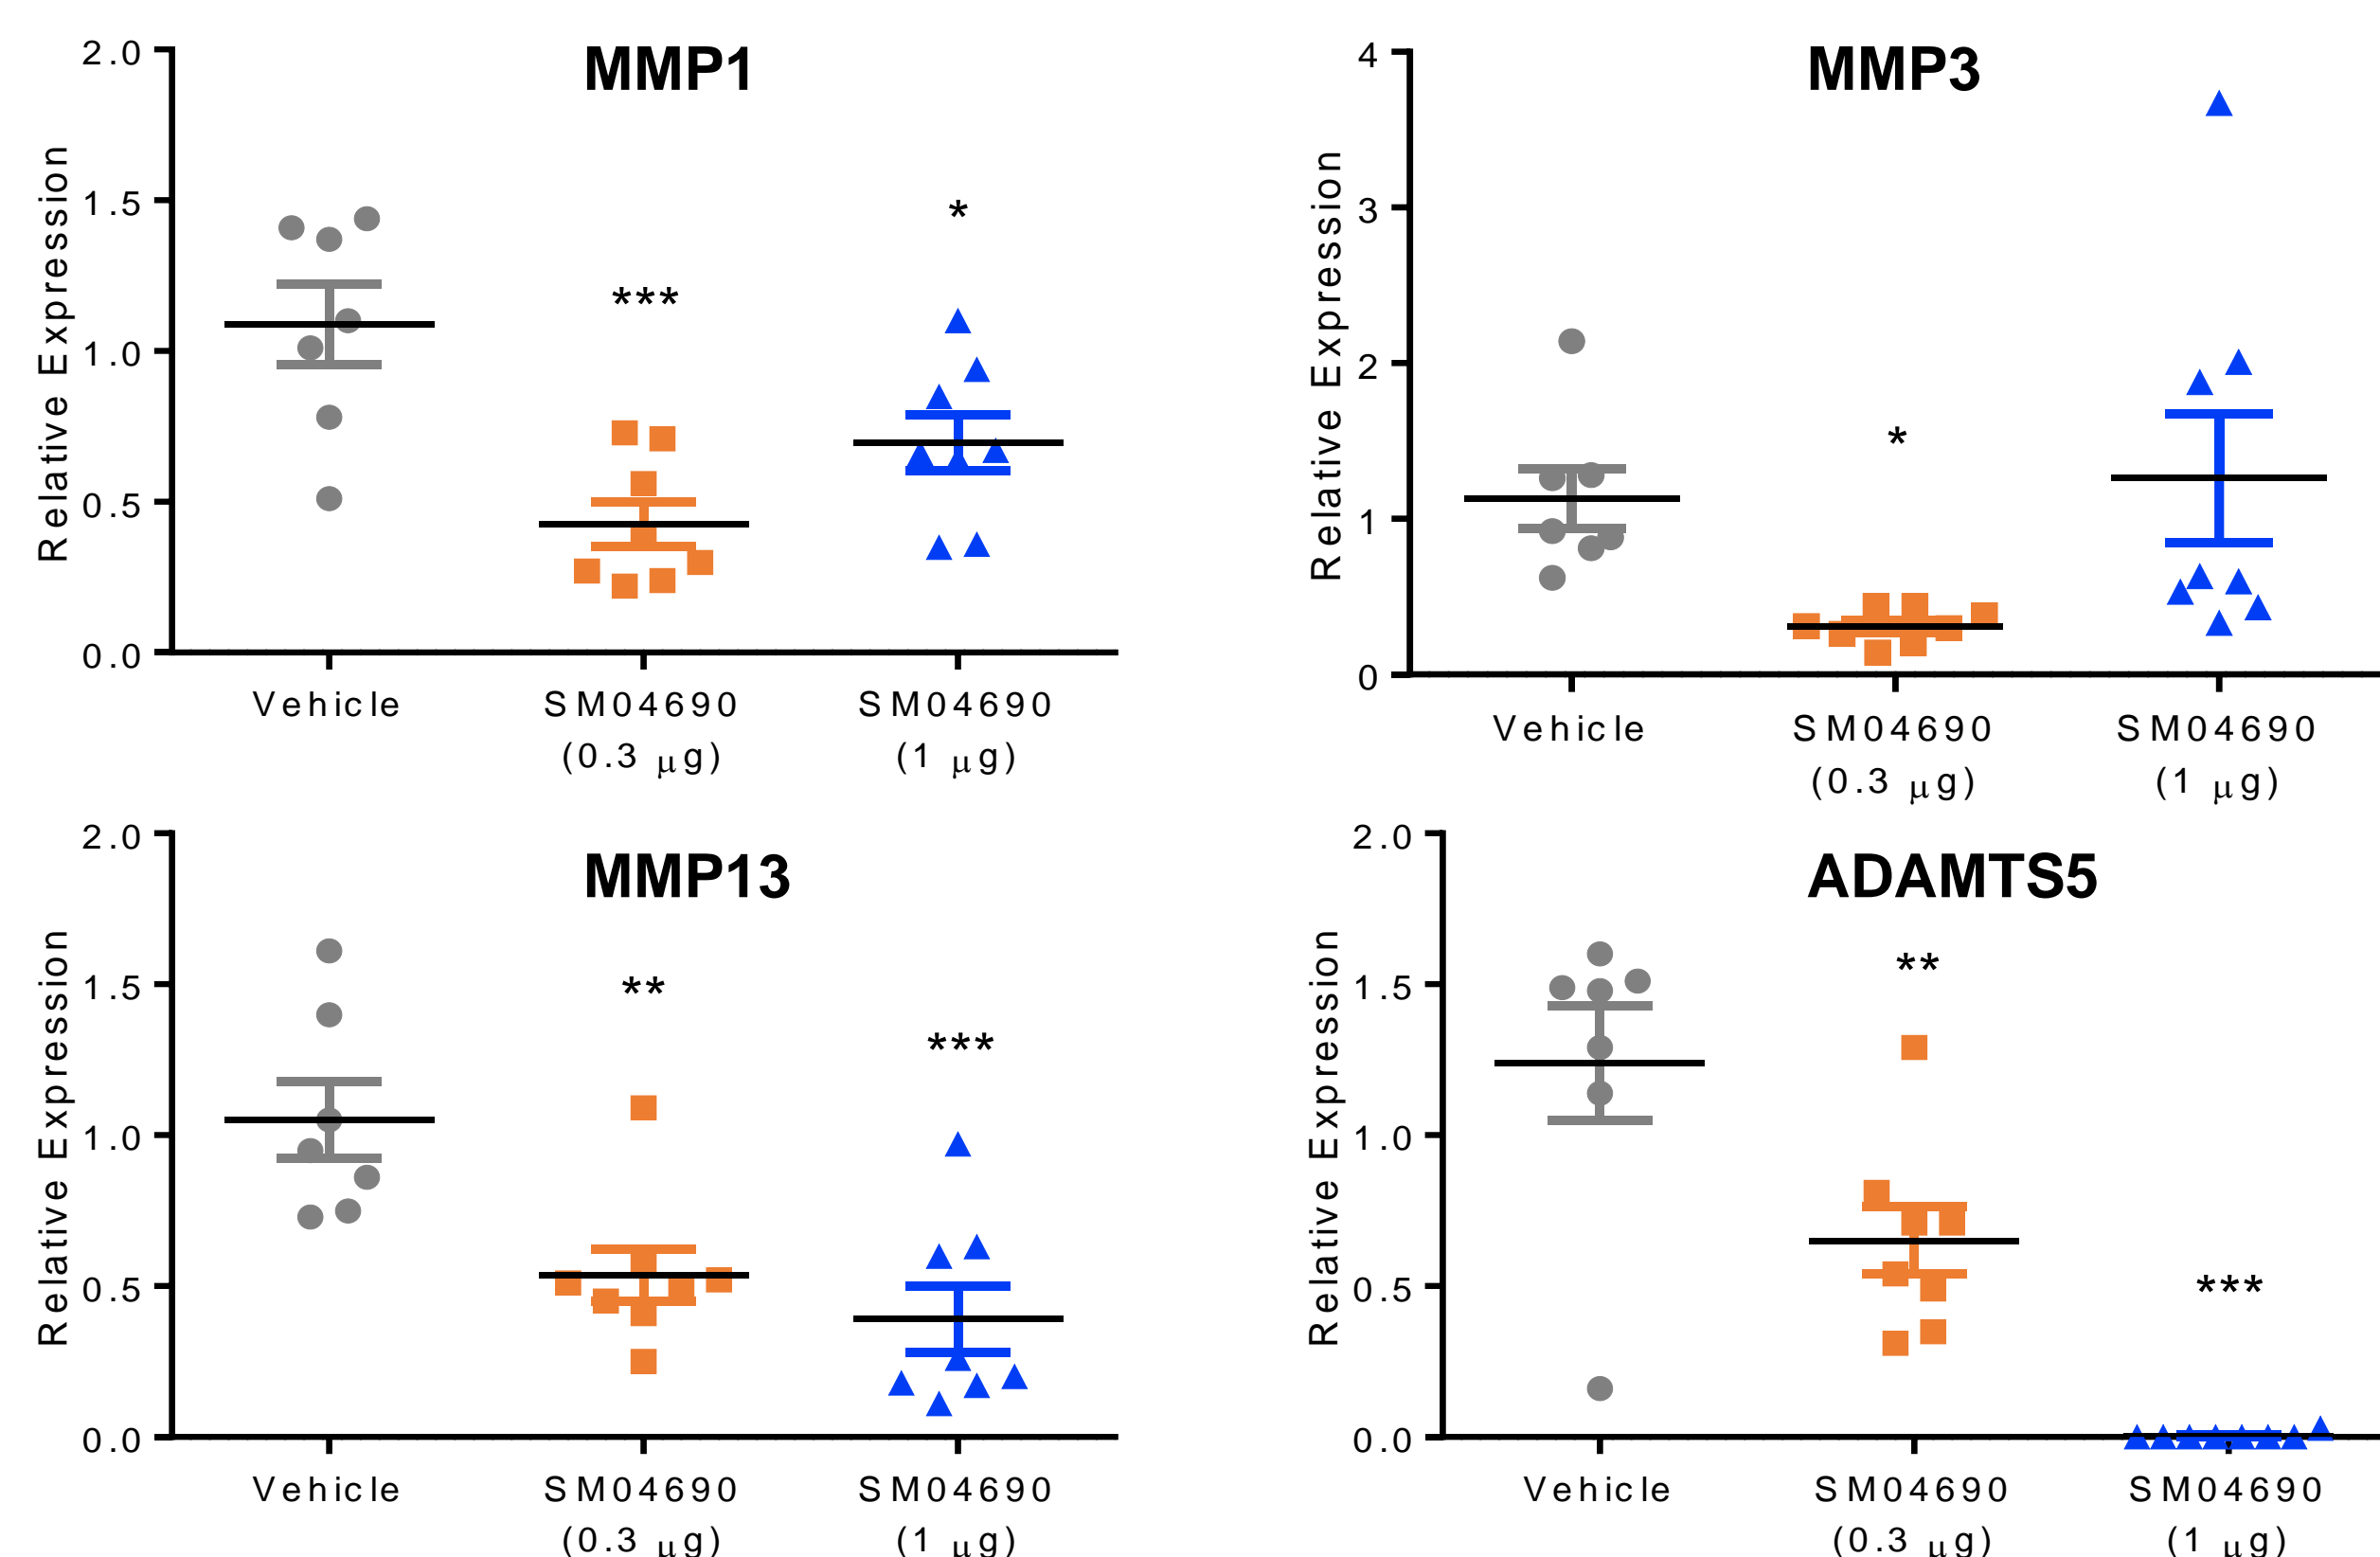 MMP1
Relative Expression
2.0
1.5
1.0
0.5
0.0
***
*
Vehicle
SM04690
(0.3 μg)
SM04690
(1 μg)
MMP3
Relative Expression
4
3
2
1
0
*
Vehicle
SM04690
(0.3 μg)
SM04690
(1 μg)
MMP13
Relative Expression
2.0
1.5
1.0
0.5
0.0
**
***
Vehicle
SM04690
(0.3 μg)
SM04690
(1 μg)
ADAMTS5
Relative Expression
2.0
1.5
1.0
0.5
0.0
**
***
Vehicle
SM04690
(0.3 μg)
SM04690
(1 μg)